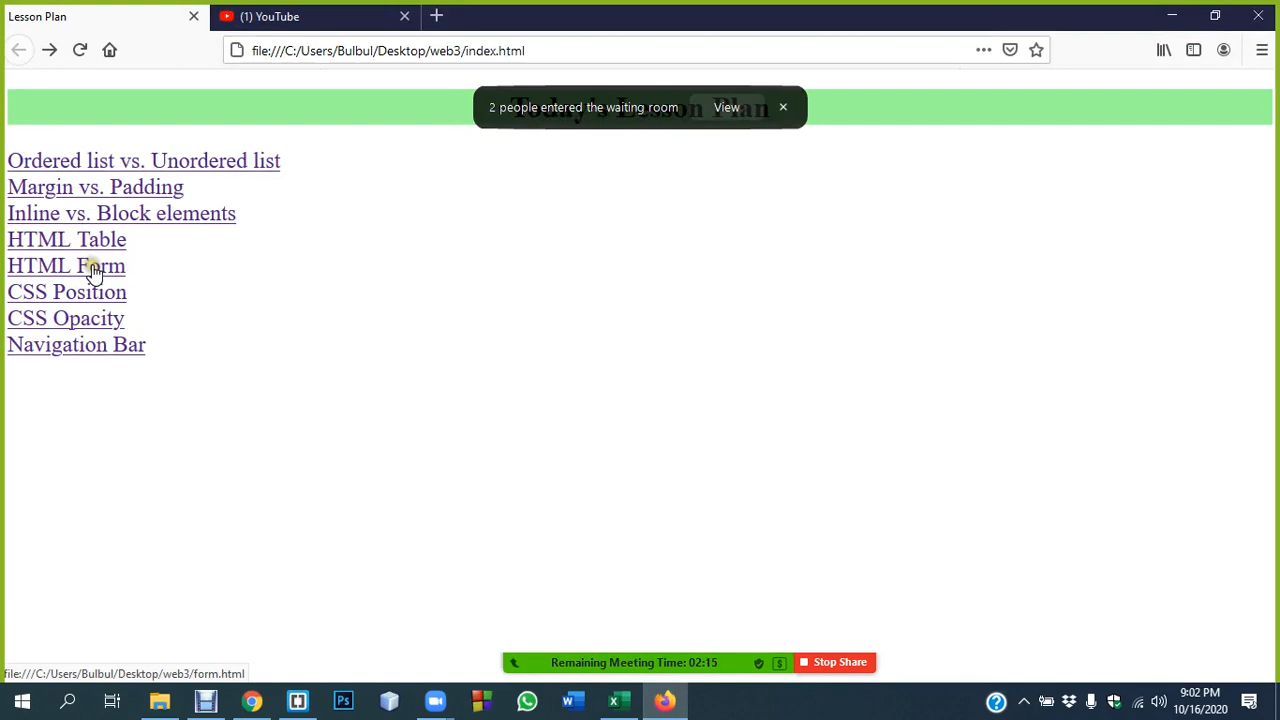 Lesson Plan
(1) YouTube
file:///C:/Users/Bulbul/Desktop/web3/index.html
Today's Lesson Plan
2 people entered the waiting room View
Ordered list vs. Unordered list
Margin vs. Padding
Inline vs. Block elements
HTML Table
HTML Form
CSS Position
CSS Opacity
Navigation Bar
Remaining Meeting Time: 02:15
Stop Share
file:///C:/Users/Bulbul/Desktop/web3/form.html
9:02 PM
10/16/2020